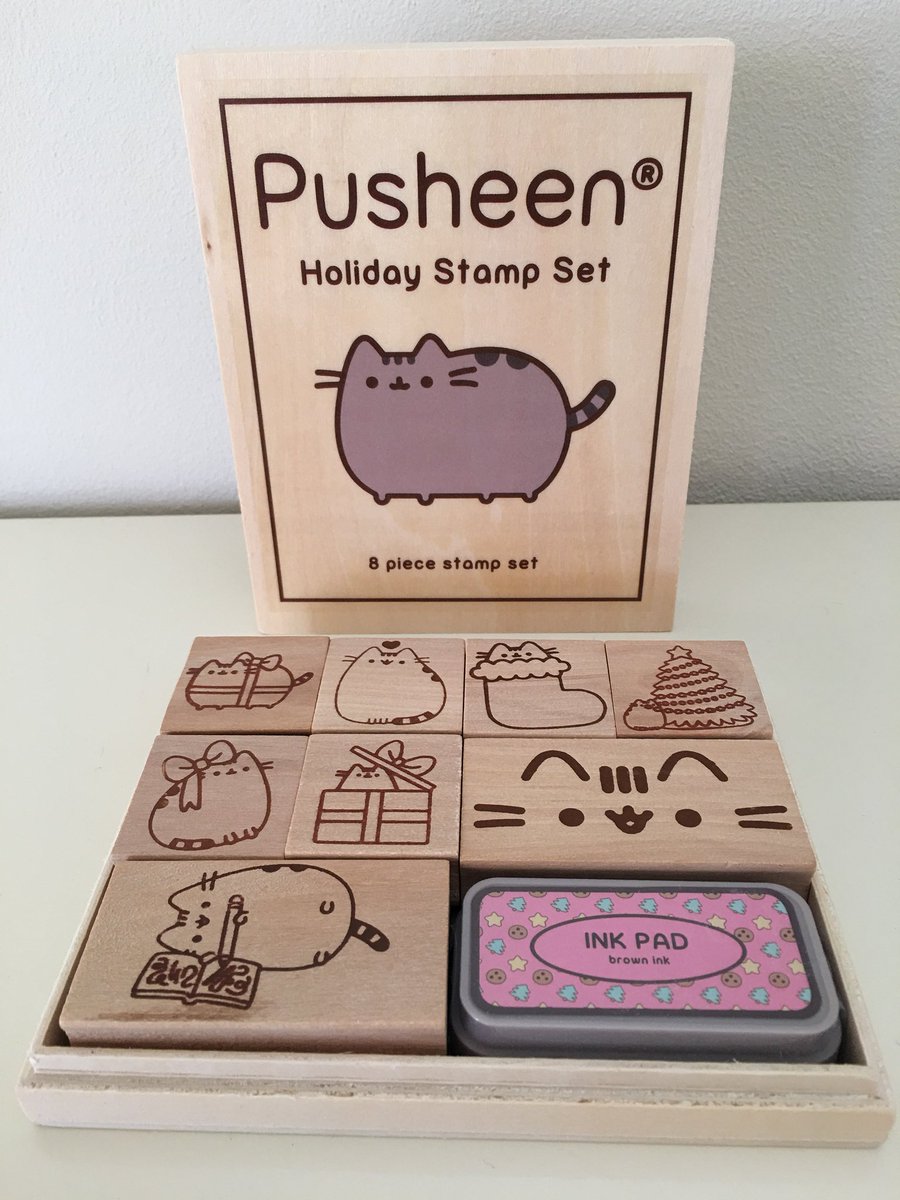 Pusheen®
Holiday Stamp Set
8 piece stamp set
INK PAD
brown ink